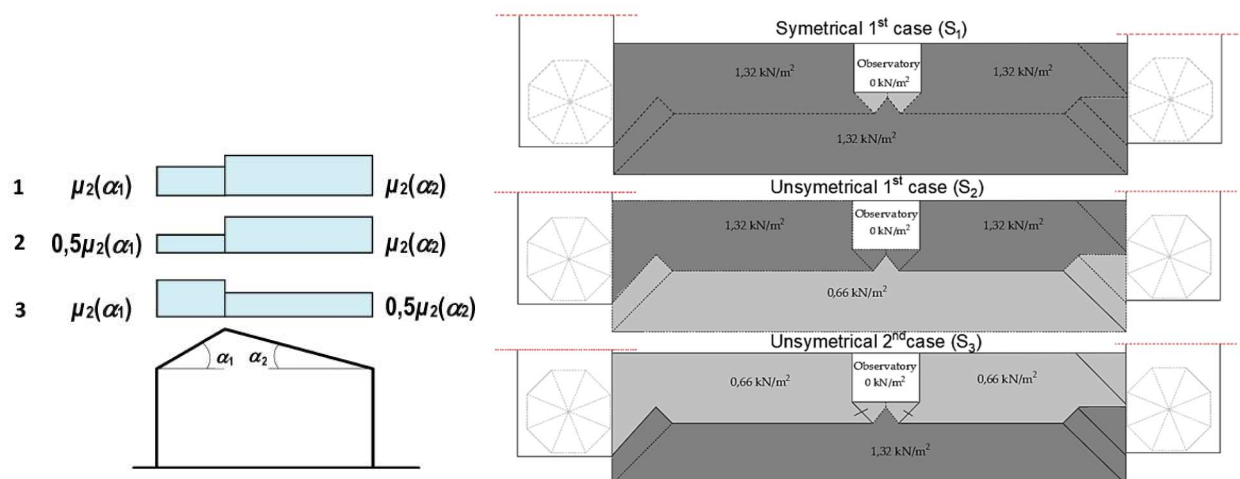 1 μ₂(α₁) μ₂(α₂)
2 0,5μ₂(α₁) μ₂(α₂)
3 μ₂(α₁) 0,5μ₂(α₂)
α₁ α₂
Symetrical 1st case (S₁)
1,32 kN/m²
Observatory
0 kN/m²
1,32 kN/m²
1,32 kN/m²
Unsymetrical 1st case (S₂)
1,32 kN/m²
Observatory
0 kN/m²
1,32 kN/m²
0,66 kN/m²
Unsymetrical 2nd case (S₃)
0,66 kN/m²
Observatory
0 kN/m²
0,66 kN/m²
1,32 kN/m²